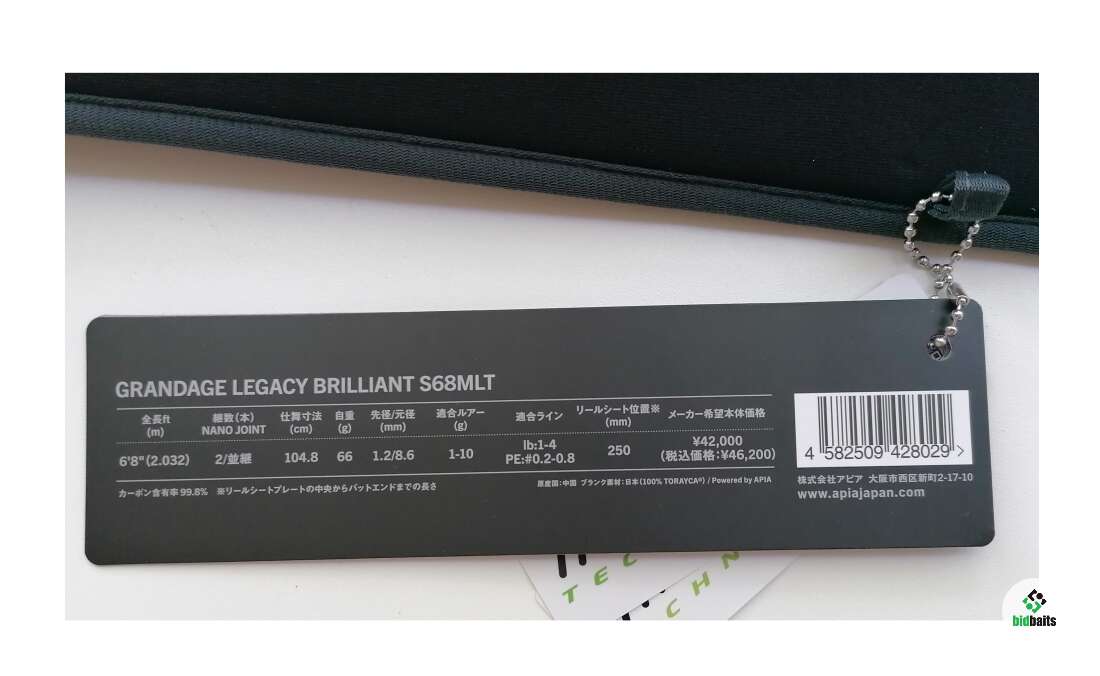 GRANDAGE LEGACY BRILLIANT S68MLT
全長ft
(m)
継数(本)
NANO JOINT
仕舞寸法
(cm)
自重
(g)
先径/元径
(mm)
適合ルアー
(g)
適合ライン
リールシート位置※
(mm)
メーカー希望本体価格
6'8"(2.032)
2/並継
104.8
66
1.2/8.6
1-10
lb:1-4
PE:#0.2-0.8
250
¥42,000
(税込価格:¥46,200)
カーボン含有率99.8% ※リールシートプレートの中央からバットエンドまでの長さ
原産国:中国 ブランク素材:日本(100% TORAYCA®) / Powered by APIA
4 582509 428029 >
株式会社アピア 大阪市西区新町2-17-10
www.apiajapan.com
TEC
CHN
bidbaits